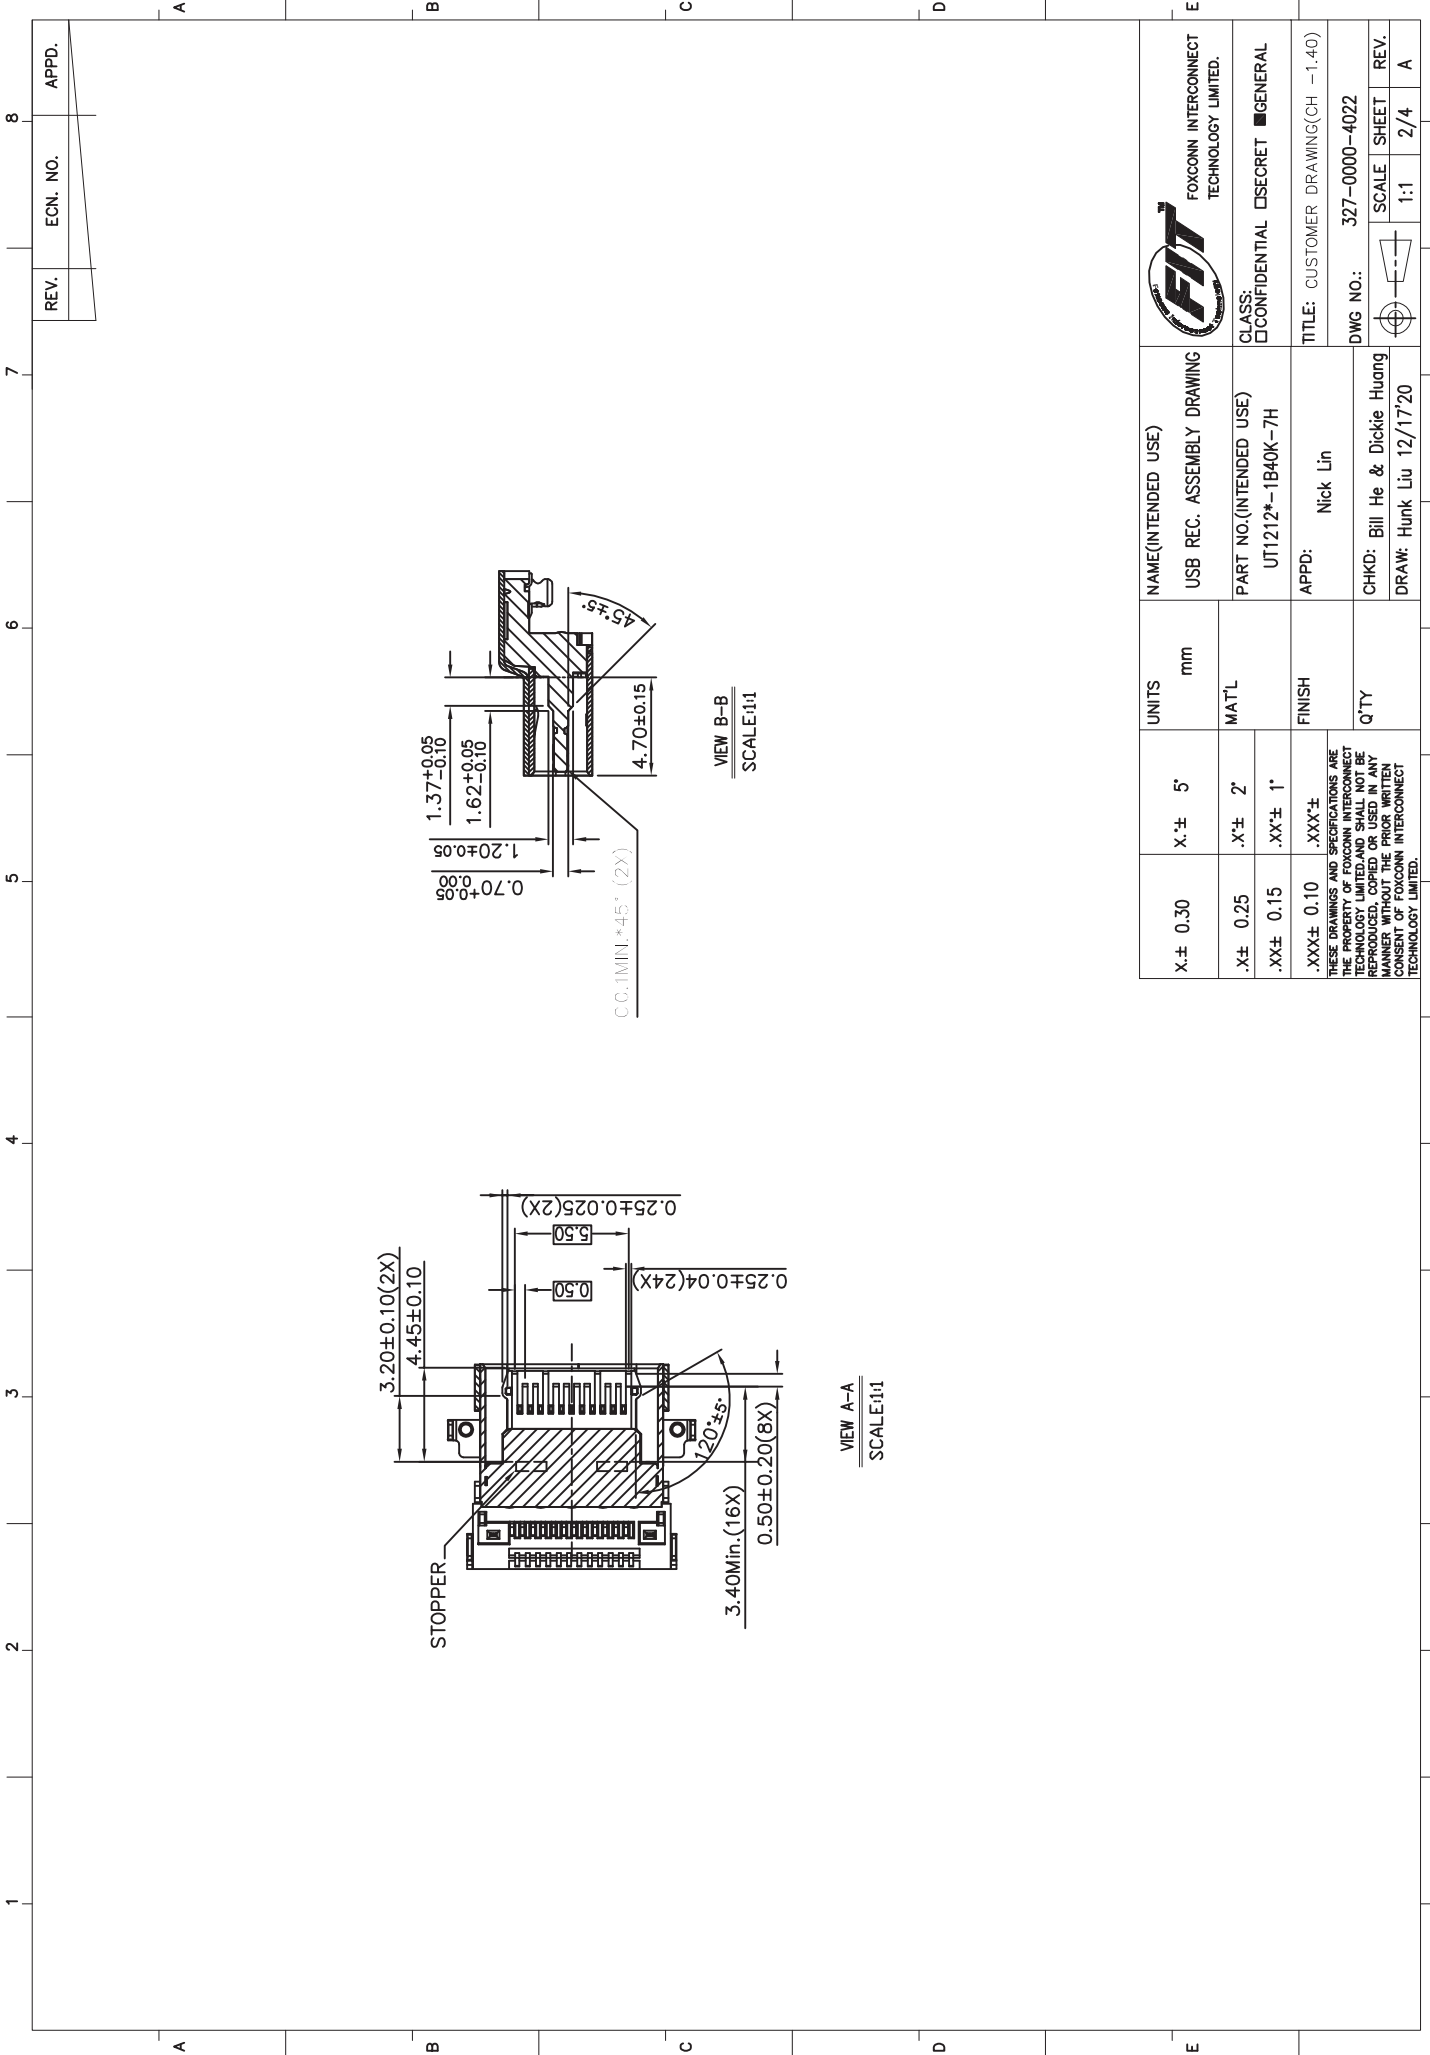 1
2
3
4
5
6
7
8
A
B
C
D
E
A
B
C
D
E
REV.
ECN. NO.
APPD.
STOPPER
3.20±0.10(2X)
4.45±0.10
0.25±0.025(2X)
5.50
0.50
0.25±0.04(24X)
120°±5°
3.40Min.(16X)
0.50±0.20(8X)
VIEW A-A
SCALE:1:1
1.37+0.05 -0.10
1.62+0.05 -0.10
1.20±0.05
0.70+0.05 0.00
C 0.1MIN.*45° (2X)
45°±5°
4.70±0.15
VIEW B-B
SCALE:1:1
X.± 0.30
X.°± 5°
.X± 0.25
.X°± 2°
.XX± 0.15
.XX°± 1°
.XXX± 0.10
.XXX°±
THESE DRAWINGS AND SPECIFICATIONS ARE
THE PROPERTY OF FOXCONN INTERCONNECT
TECHNOLOGY LIMITED.AND SHALL NOT BE
REPRODUCED, COPIED OR USED IN ANY
MANNER WITHOUT THE PRIOR WRITTEN
CONSENT OF FOXCONN INTERCONNECT
TECHNOLOGY LIMITED.
UNITS
mm
MAT'L
FINISH
Q'TY
NAME(INTENDED USE)
USB REC. ASSEMBLY DRAWING
PART NO.(INTENDED USE)
UT1212*-1B40K-7H
APPD:
Nick Lin
CHKD: Bill He & Dickie Huang
DRAW: Hunk Liu 12/17'20
FIT™
FOXCONN INTERCONNECT
TECHNOLOGY LIMITED.
CLASS:
□CONFIDENTIAL □SECRET ■GENERAL
TITLE: CUSTOMER DRAWING(CH -1.40)
DWG NO.:
327-0000-4022
SCALE
SHEET
REV.
1:1
2/4
A